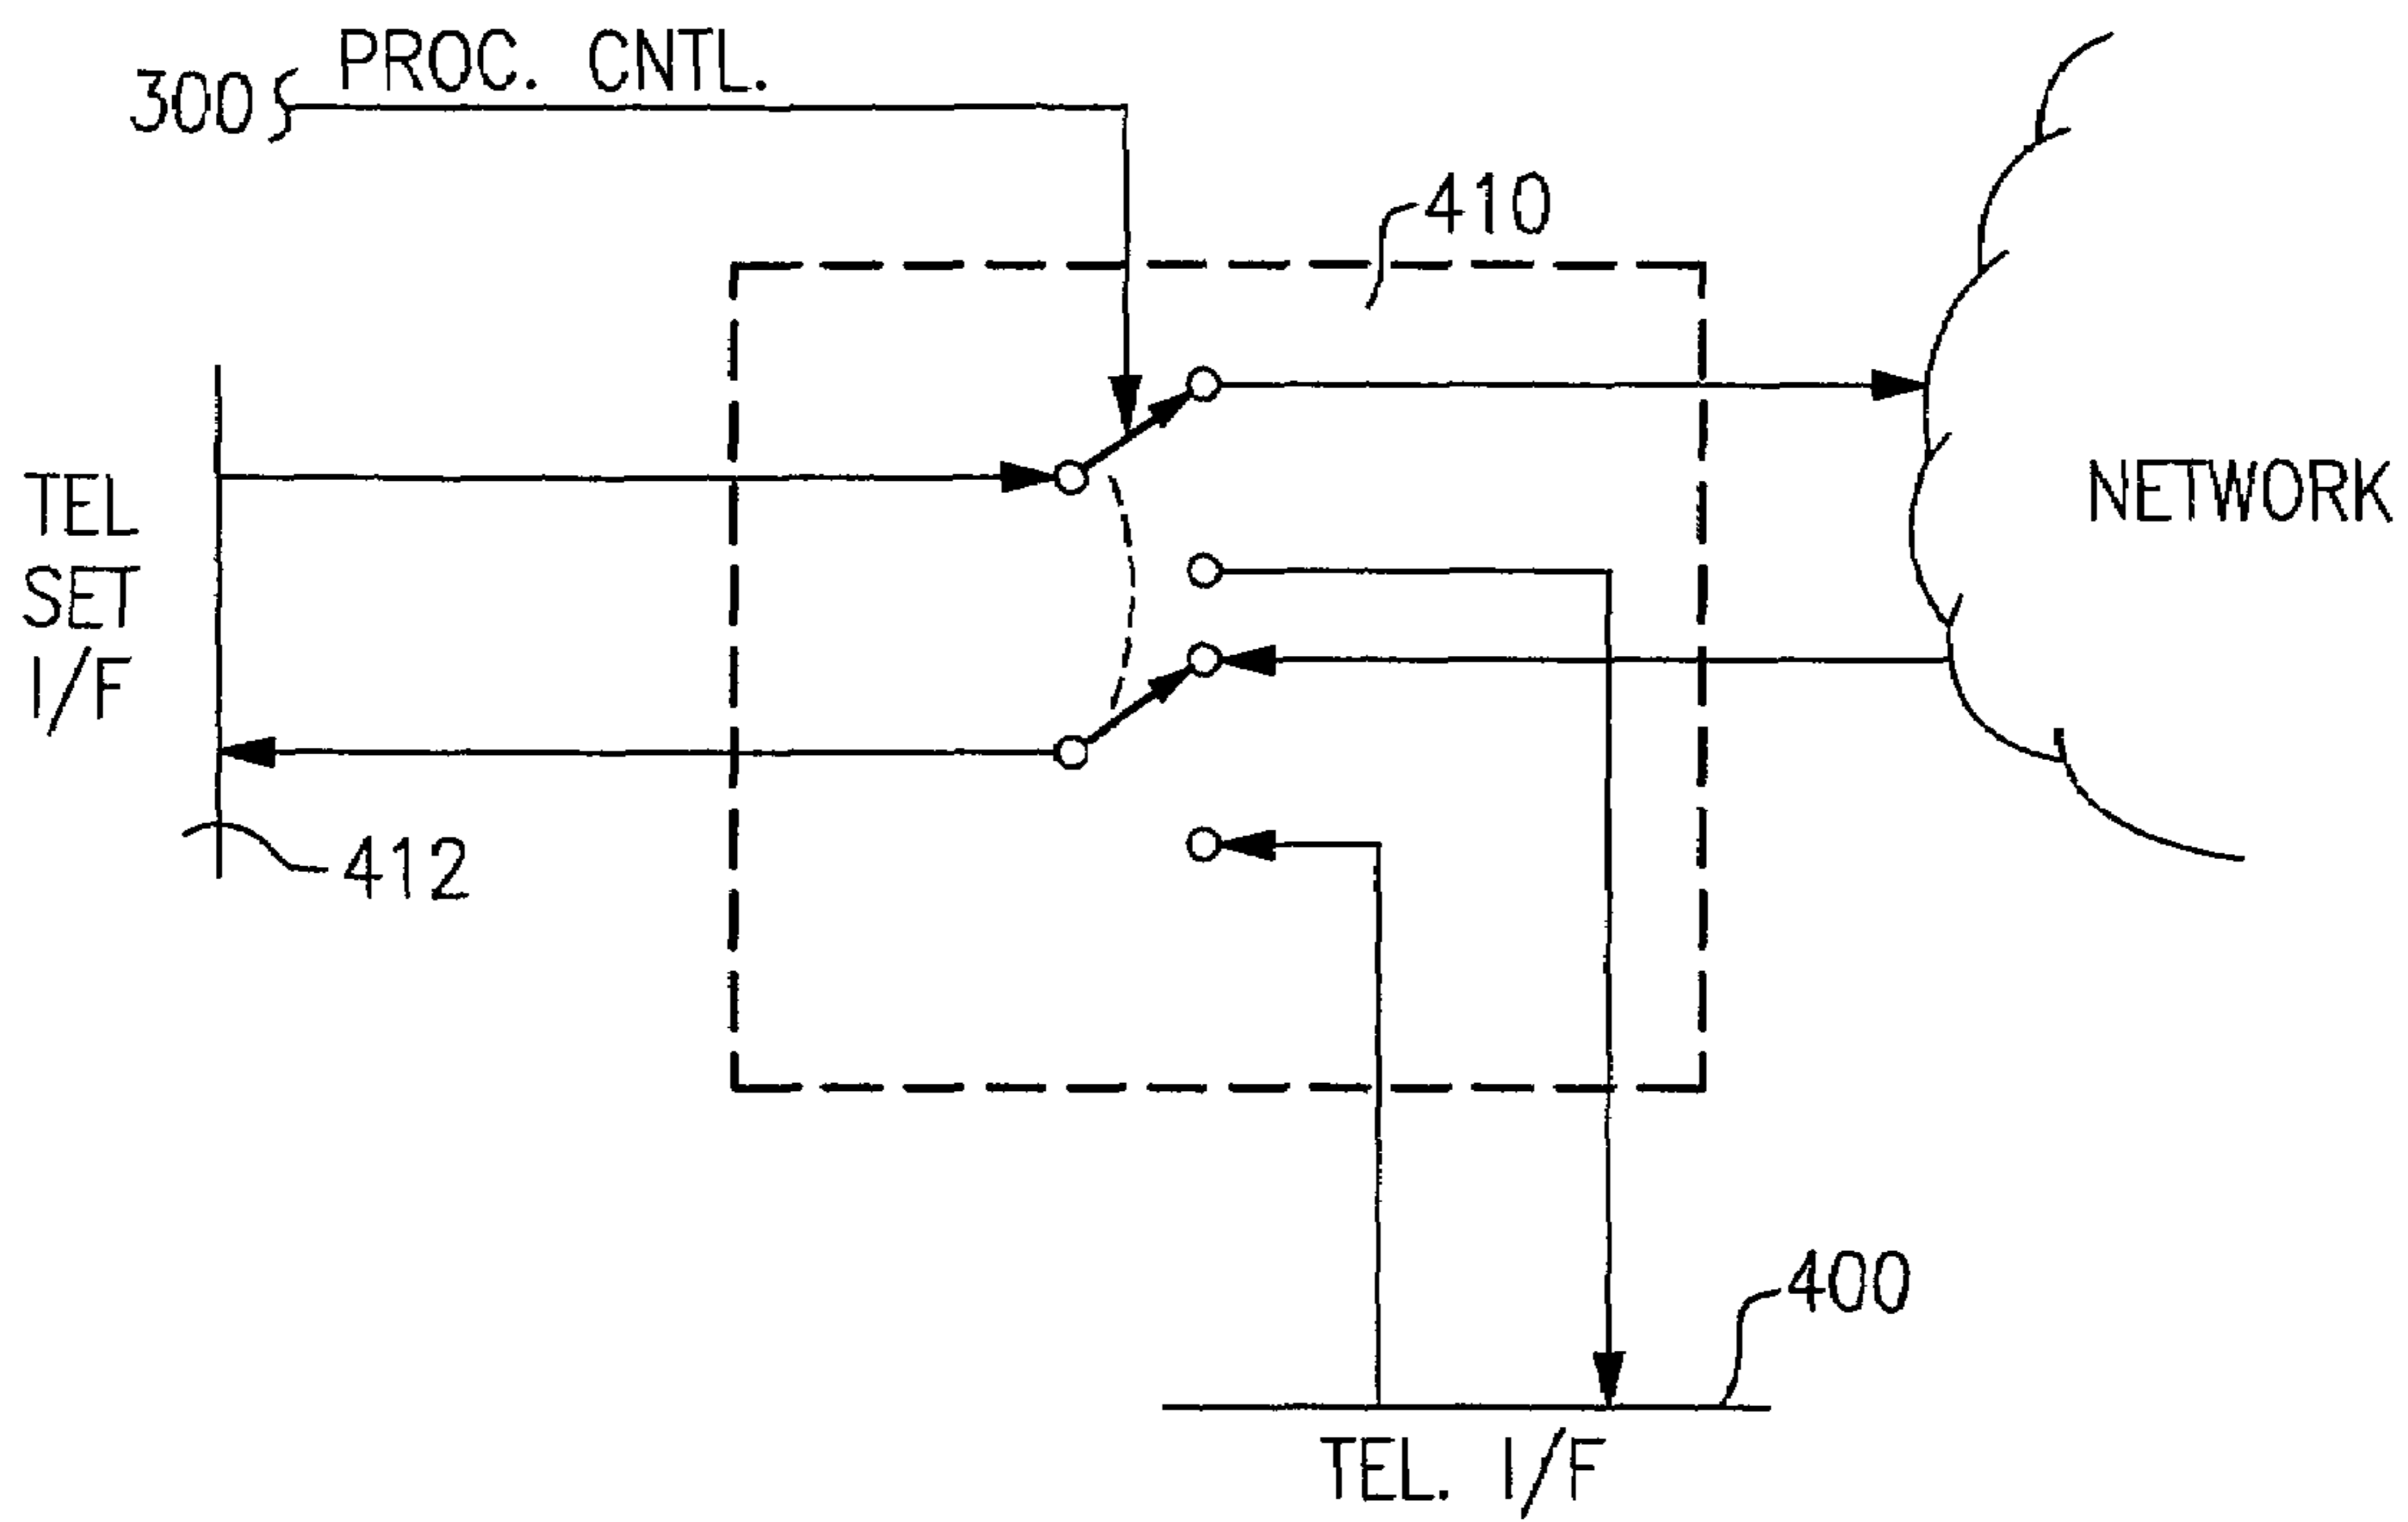 PROC. CNTL.
300
410
TEL
SET
I/F
NETWORK
412
400
TEL. I/F